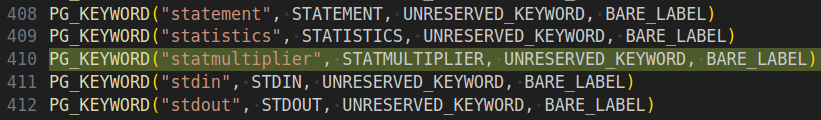 408 PG_KEYWORD("statement", STATEMENT, UNRESERVED_KEYWORD, BARE_LABEL)
409 PG_KEYWORD("statistics", STATISTICS, UNRESERVED_KEYWORD, BARE_LABEL)
410 PG_KEYWORD("statmultiplier", STATMULTIPLIER, UNRESERVED_KEYWORD, BARE_LABEL)
411 PG_KEYWORD("stdin", STDIN, UNRESERVED_KEYWORD, BARE_LABEL)
412 PG_KEYWORD("stdout", STDOUT, UNRESERVED_KEYWORD, BARE_LABEL)